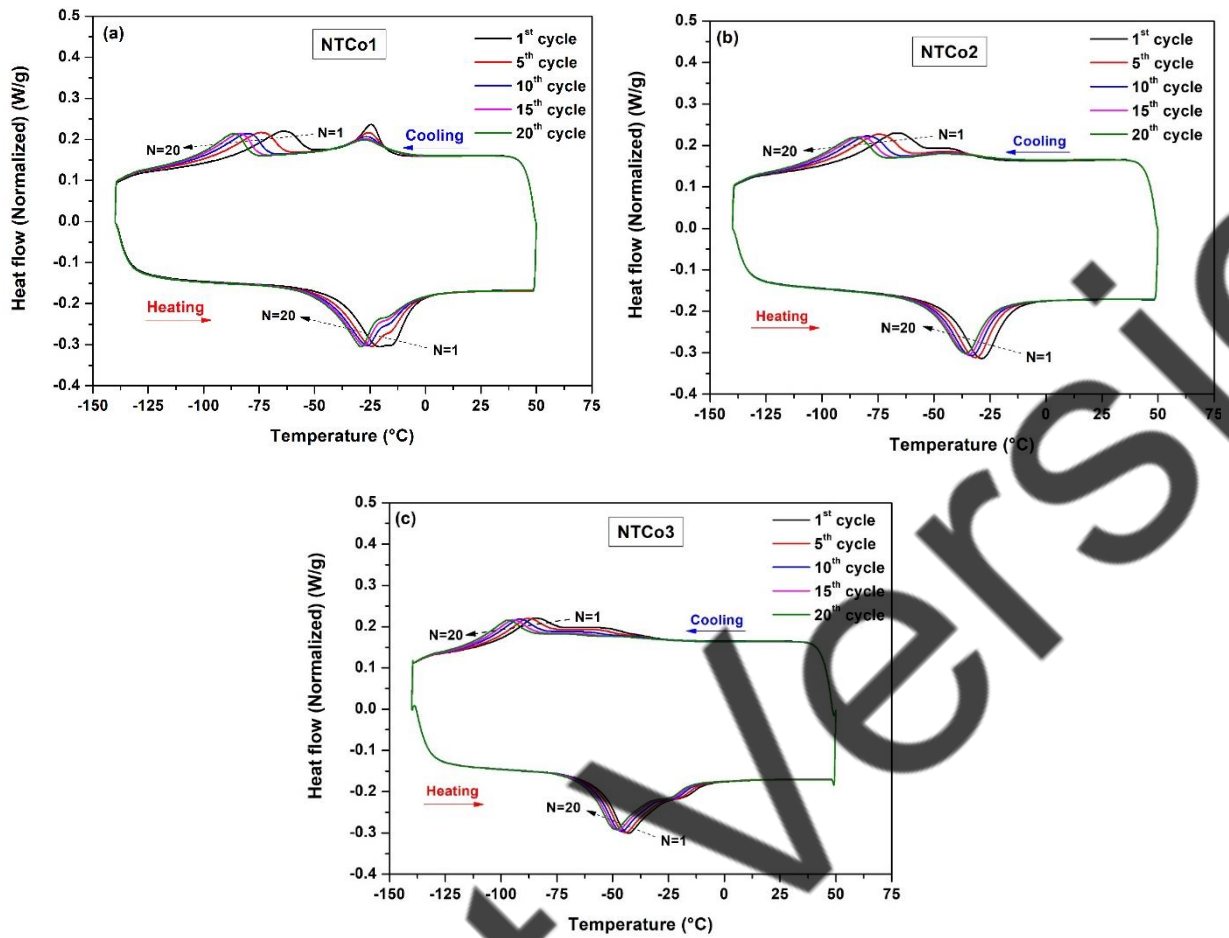 (a)
NTCo1
1st cycle
5th cycle
10th cycle
15th cycle
20th cycle
N=1
N=20
Cooling
Heating
N=20
N=1
Heat flow (Normalized) (W/g)
0.5
0.4
0.3
0.2
0.1
0.0
-0.1
-0.2
-0.3
-0.4
-150 -125 -100 -75 -50 -25 0 25 50 75
Temperature (°C)
(b)
NTCo2
1st cycle
5th cycle
10th cycle
15th cycle
20th cycle
N=1
N=20
Cooling
Heating
N=20
N=1
Heat flow (Normalized) (W/g)
0.5
0.4
0.3
0.2
0.1
0.0
-0.1
-0.2
-0.3
-0.4
-150 -125 -100 -75 -50 -25 0 25 50 75
Temperature (°C)
(c)
NTCo3
1st cycle
5th cycle
10th cycle
15th cycle
20th cycle
N=1
N=20
Cooling
Heating
N=20
N=1
Heat flow (Normalized) (W/g)
0.5
0.4
0.3
0.2
0.1
0.0
-0.1
-0.2
-0.3
-0.4
-150 -125 -100 -75 -50 -25 0 25 50 75
Temperature (°C)